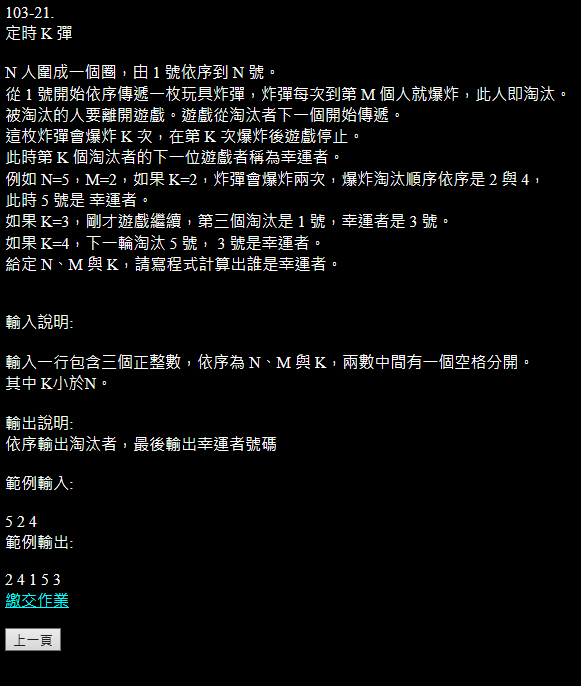 103-21.
定時 K 彈
N 人圍成一個圈，由 1 號依序到 N 號。
從 1 號開始依序傳遞一枚玩具炸彈，炸彈每次到第 M 個人就爆炸，此人即淘汰。
被淘汰的人要離開遊戲。遊戲從淘汰者下一個開始傳遞。
這枚炸彈會爆炸 K 次，在第 K 次爆炸後遊戲停止。
此時第 K 個淘汰者的下一位遊戲者稱為幸運者。
例如 N=5，M=2，如果 K=2，炸彈會爆炸兩次，爆炸淘汰順序依序是 2 與 4，
此時 5 號是 幸運者。
如果 K=3，剛才遊戲繼續，第三個淘汰是 1 號，幸運者是 3 號。
如果 K=4，下一輪淘汰 5 號， 3 號是幸運者。
給定 N、M 與 K，請寫程式計算出誰是幸運者。
輸入說明:
輸入一行包含三個正整數，依序為 N、M 與 K，兩數中間有一個空格分開。
其中 K小於N。
輸出說明:
依序輸出淘汰者，最後輸出幸運者號碼
範例輸入:
5 2 4
範例輸出:
2 4 1 5 3
繳交作業
上一頁